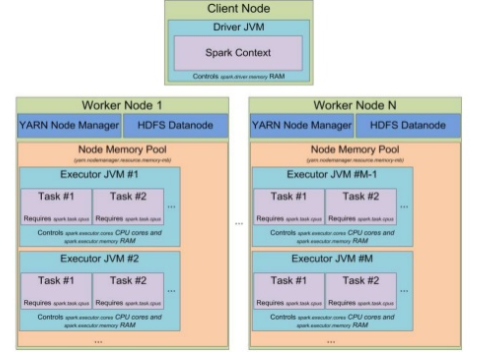 Client Node
Driver JVM
Spark Context
Controls spark.driver.memory RAM
Worker Node 1
YARN Node Manager
HDFS Datanode
Node Memory Pool
(yarn.nodemanager.resource.memory-mb)
Executor JVM #1
Task #1
Task #2
...
Requires spark.task.cpus
Requires spark.task.cpus
Controls spark.executor.cores CPU cores and
spark.executor.memory RAM
Executor JVM #2
Task #1
Task #2
...
Requires spark.task.cpus
Requires spark.task.cpus
Controls spark.executor.cores CPU cores and
spark.executor.memory RAM
...
...
Worker Node N
YARN Node Manager
HDFS Datanode
Node Memory Pool
(yarn.nodemanager.resource.memory-mb)
Executor JVM #M-1
Task #1
Task #2
...
Requires spark.task.cpus
Requires spark.task.cpus
Controls spark.executor.cores CPU cores and
spark.executor.memory RAM
Executor JVM #M
Task #1
Task #2
...
Requires spark.task.cpus
Requires spark.task.cpus
Controls spark.executor.cores CPU cores and
spark.executor.memory RAM
...